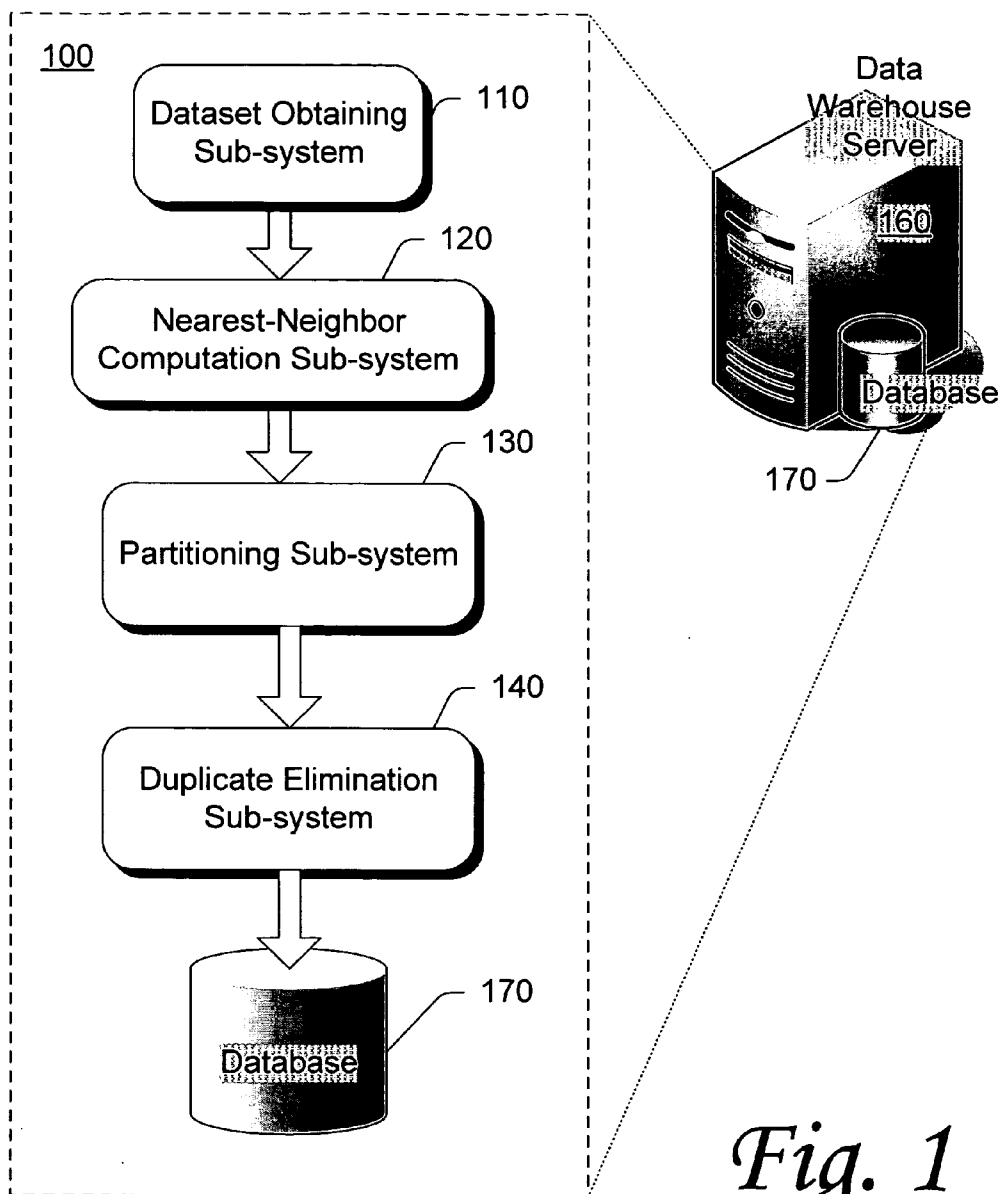 100
Dataset Obtaining
Sub-system
110
120
Nearest-Neighbor
Computation Sub-system
130
Partitioning Sub-system
140
Duplicate Elimination
Sub-system
170
Database
Data
Warehouse
Server
160
Database
170
Fig. 1